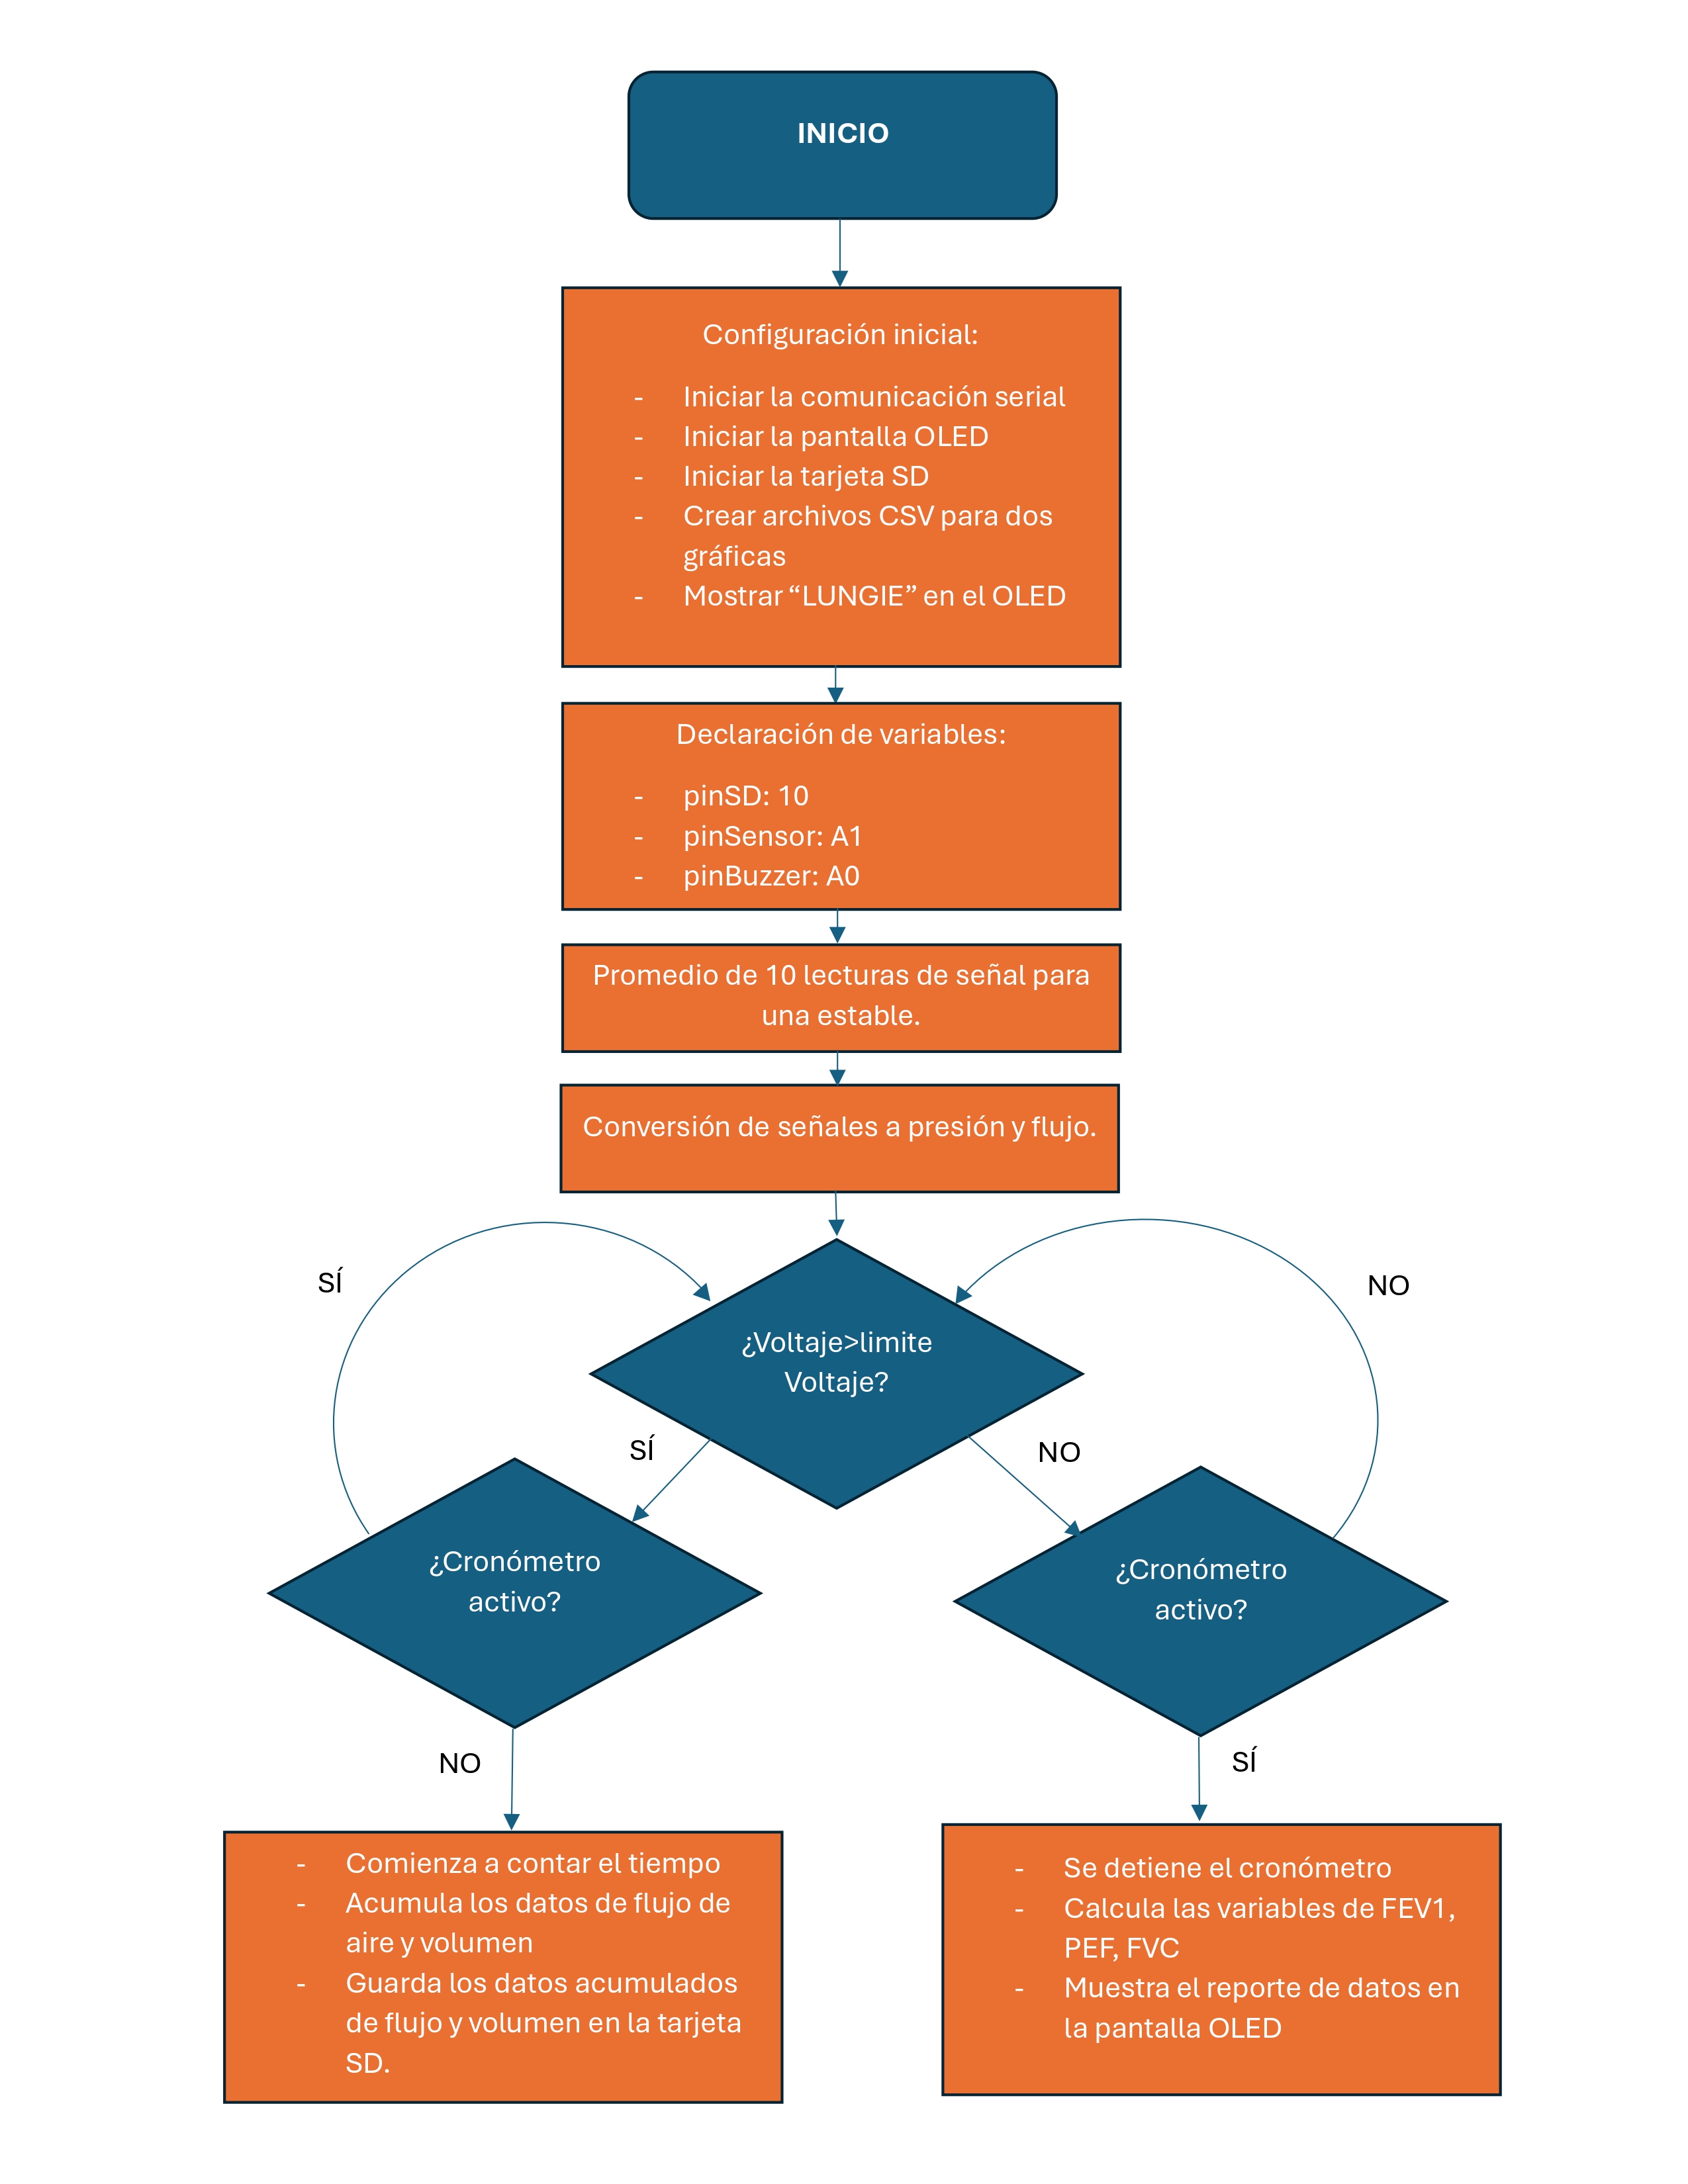 INICIO
Configuración inicial:
- Iniciar la comunicación serial
- Iniciar la pantalla OLED
- Iniciar la tarjeta SD
- Crear archivos CSV para dos
gráficas
- Mostrar “LUNGIE” en el OLED
Declaración de variables:
- pinSD: 10
- pinSensor: A1
- pinBuzzer: A0
Promedio de 10 lecturas de señal para
una estable.
Conversión de señales a presión y flujo.
SÍ
NO
¿Voltaje>limite
Voltaje?
SÍ
NO
¿Cronómetro
activo?
¿Cronómetro
activo?
NO
SÍ
- Comienza a contar el tiempo
- Acumula los datos de flujo de
aire y volumen
- Guarda los datos acumulados
de flujo y volumen en la tarjeta
SD.
- Se detiene el cronómetro
- Calcula las variables de FEV1,
PEF, FVC
- Muestra el reporte de datos en
la pantalla OLED